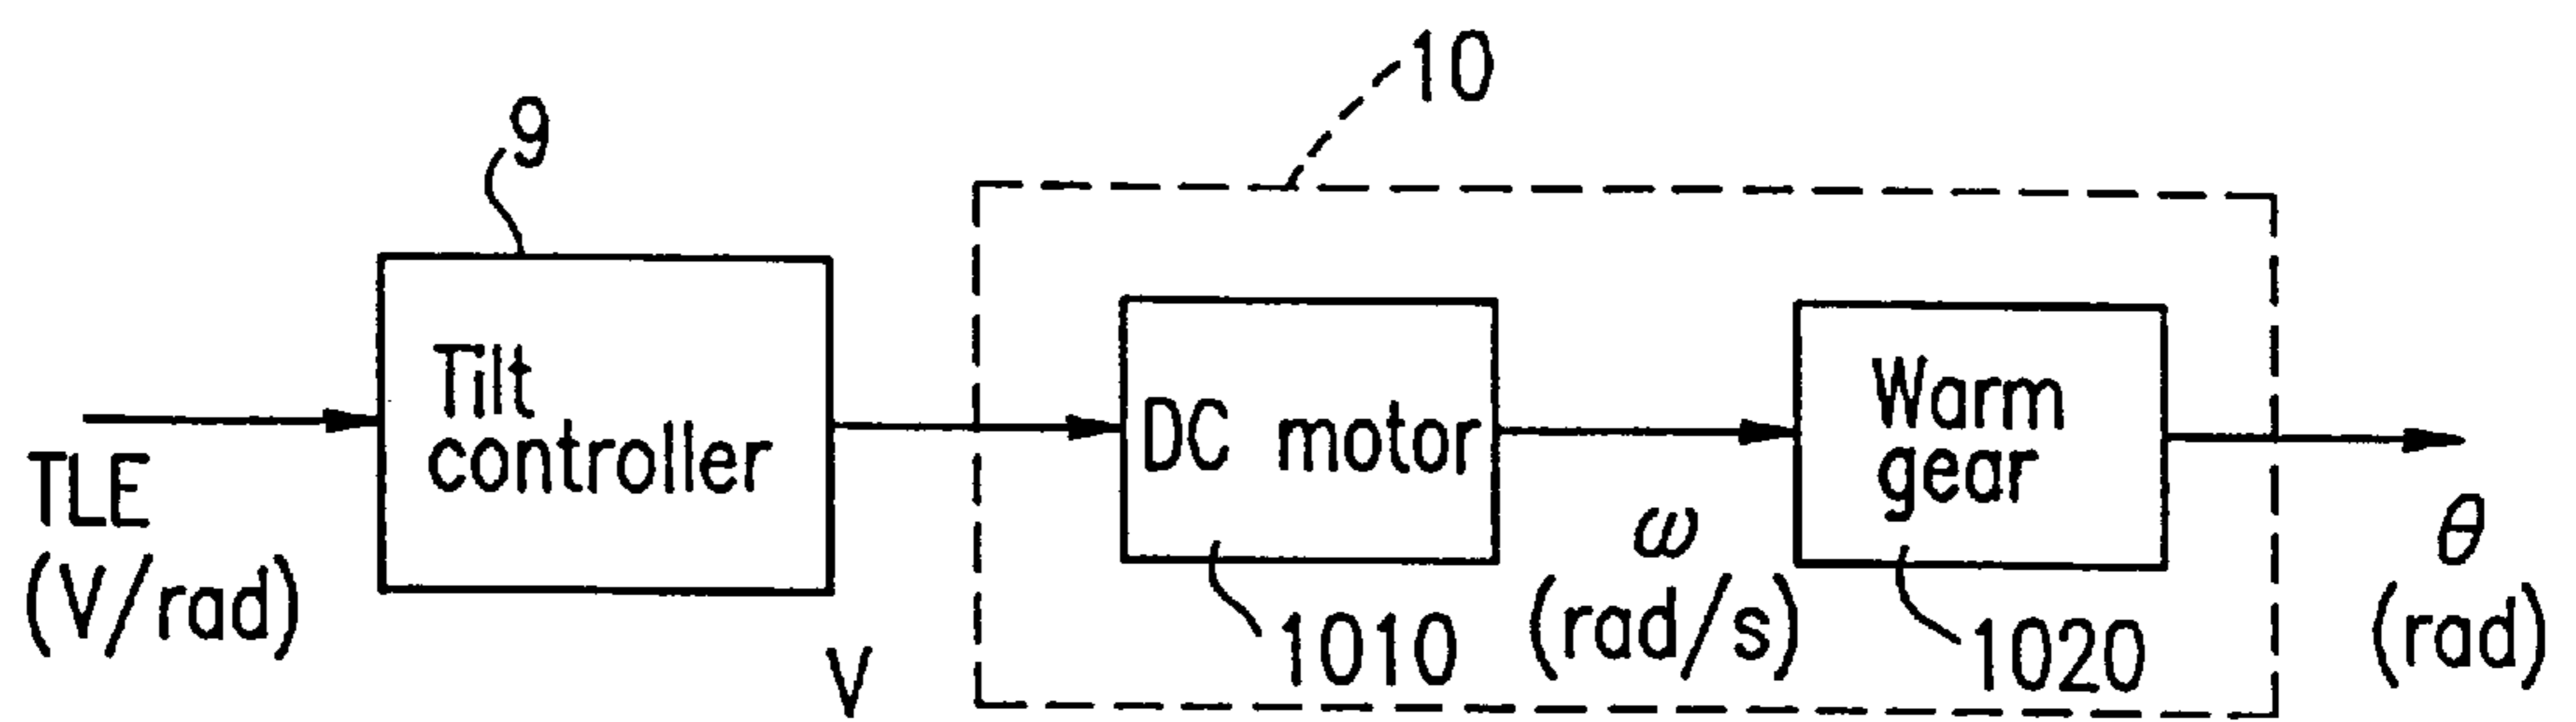 10
9
Tilt
controller
DC motor
Warm
gear
TLE
(V/rad)
V
1010
ω
(rad/s)
1020
θ
(rad)